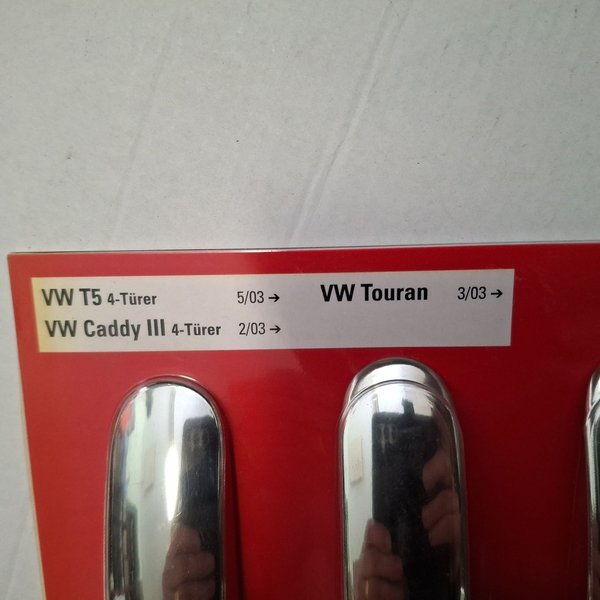 VW T5 4-Türer 5/03 → VW Touran 3/03 →
VW Caddy III 4-Türer 2/03 →